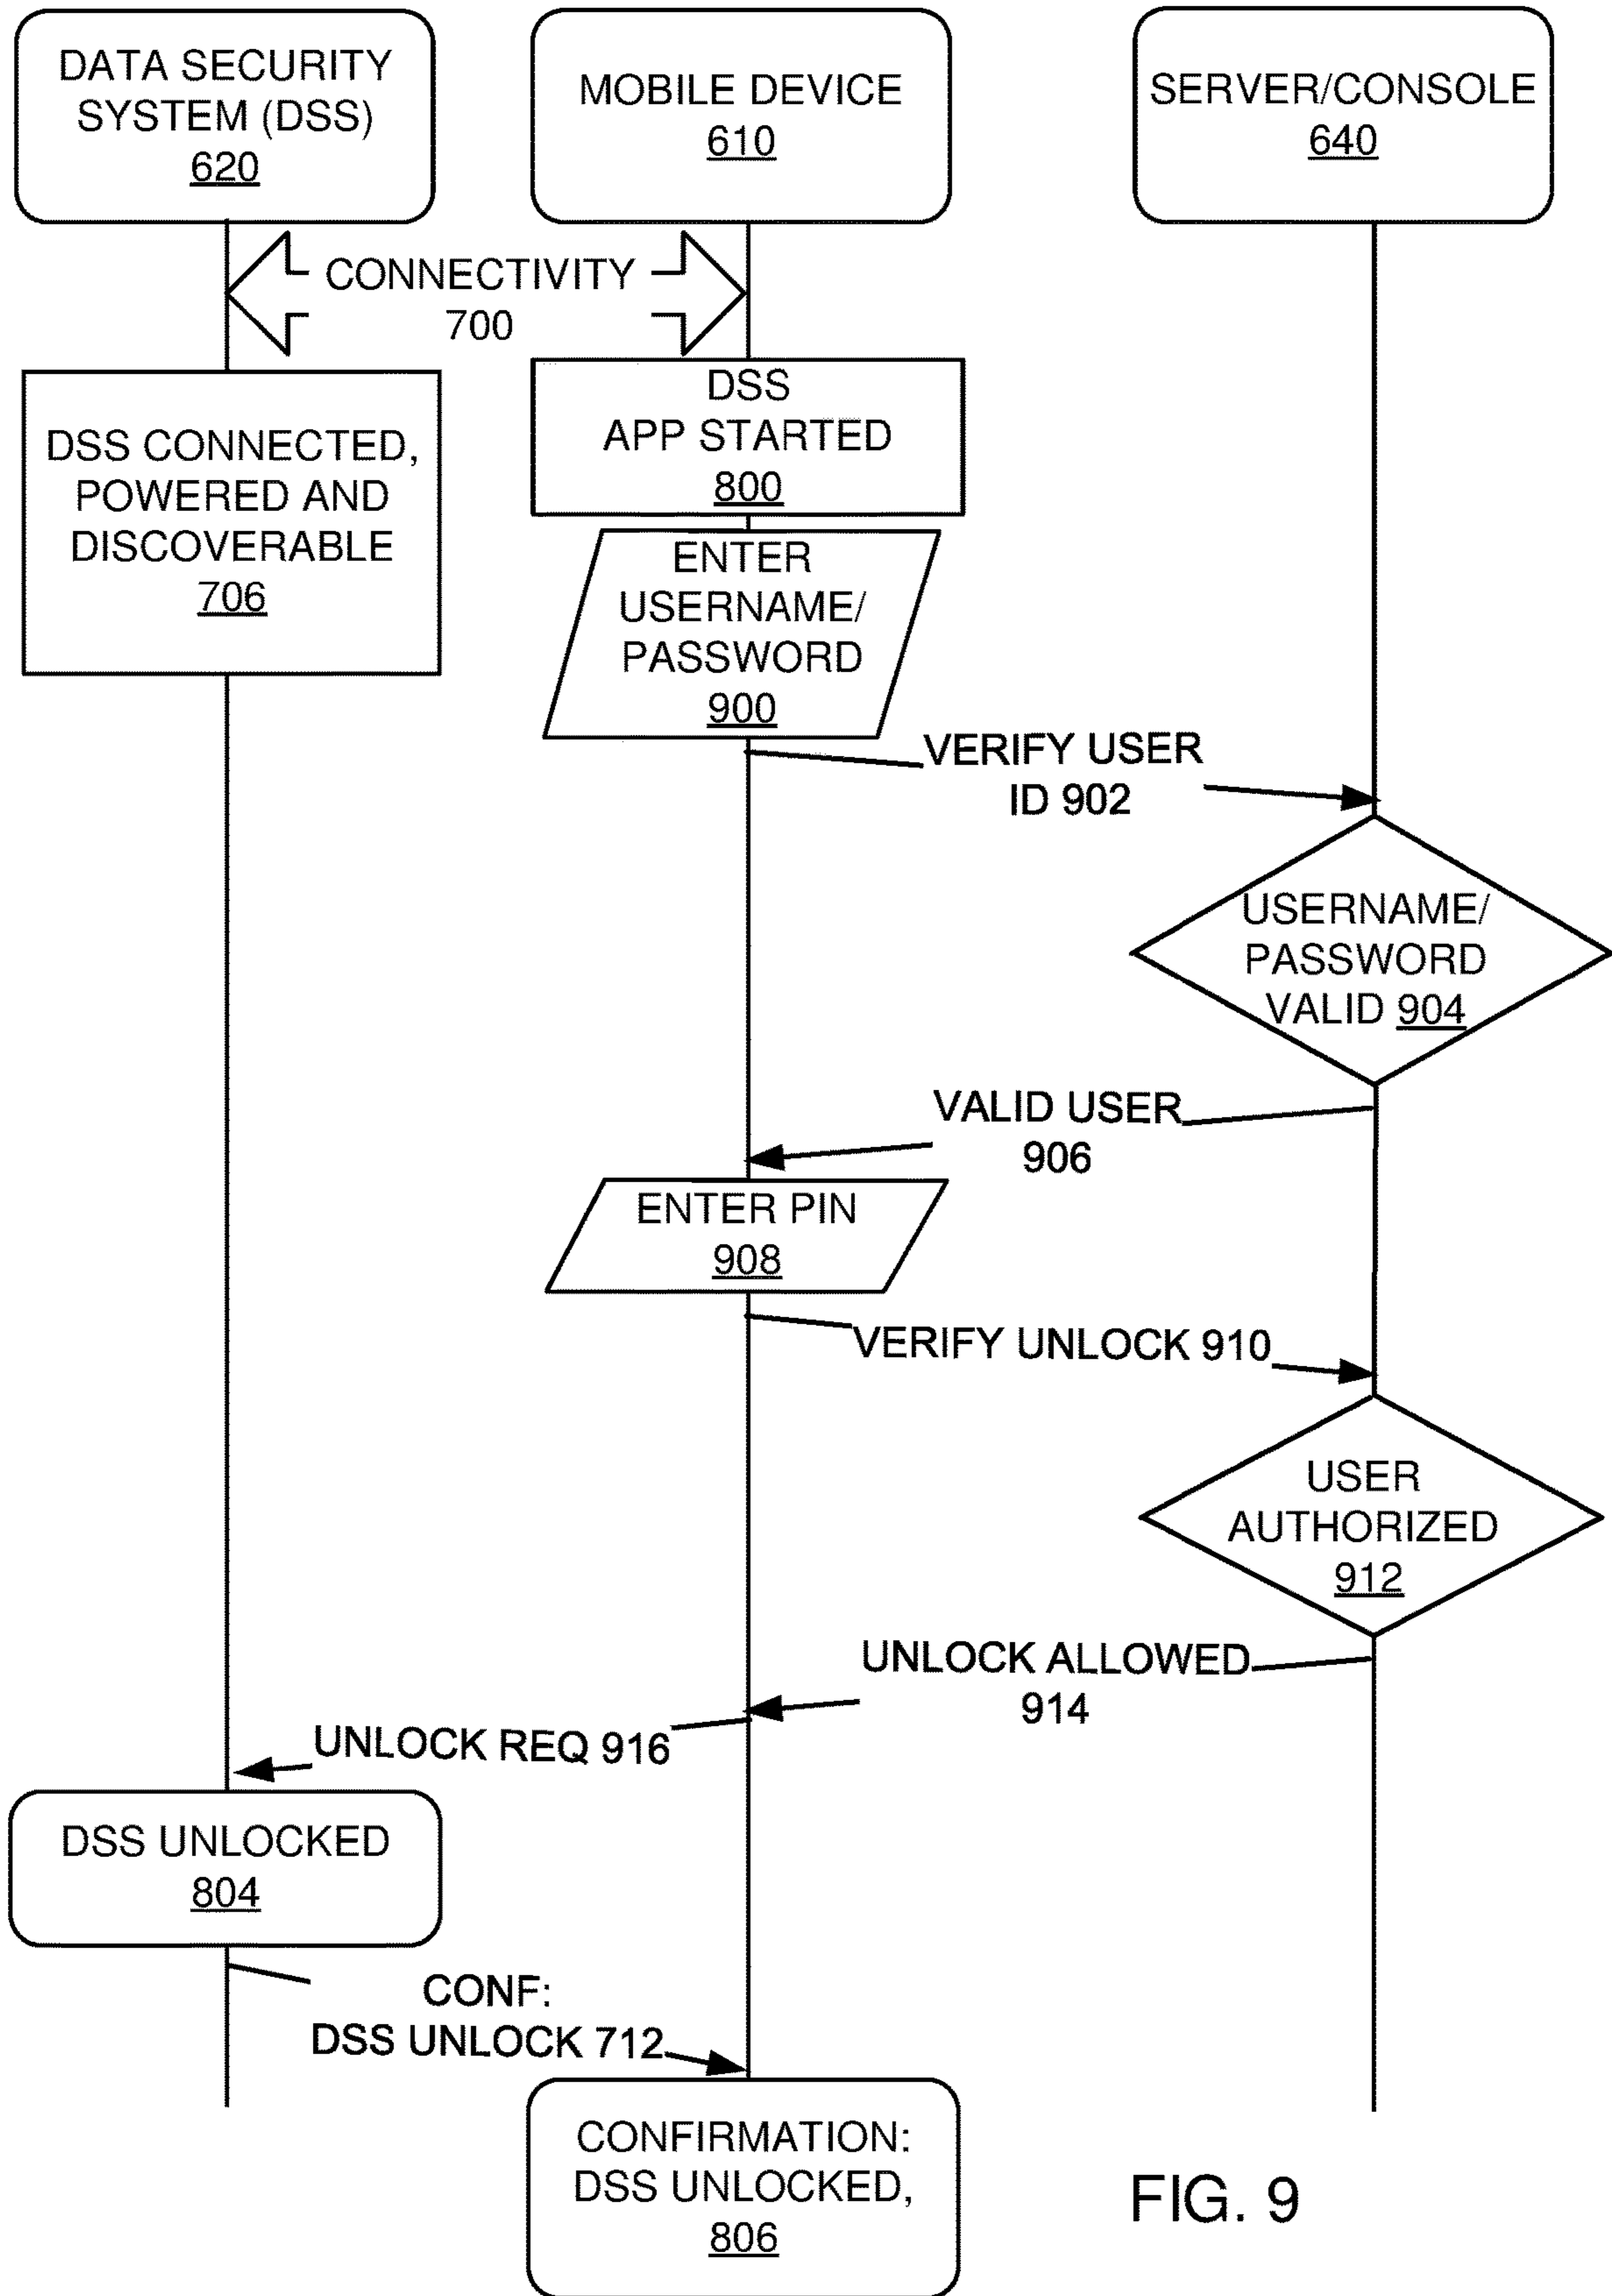 DATA SECURITY
SYSTEM (DSS)
620
MOBILE DEVICE
610
SERVER/CONSOLE
640
CONNECTIVITY
700
DSS CONNECTED,
POWERED AND
DISCOVERABLE
706
DSS
APP STARTED
800
ENTER
USERNAME/
PASSWORD
900
VERIFY USER
ID 902
USERNAME/
PASSWORD
VALID 904
VALID USER
906
ENTER PIN
908
VERIFY UNLOCK 910
USER
AUTHORIZED
912
UNLOCK ALLOWED
914
UNLOCK REQ 916
DSS UNLOCKED
804
CONF:
DSS UNLOCK 712
CONFIRMATION:
DSS UNLOCKED,
806
FIG. 9